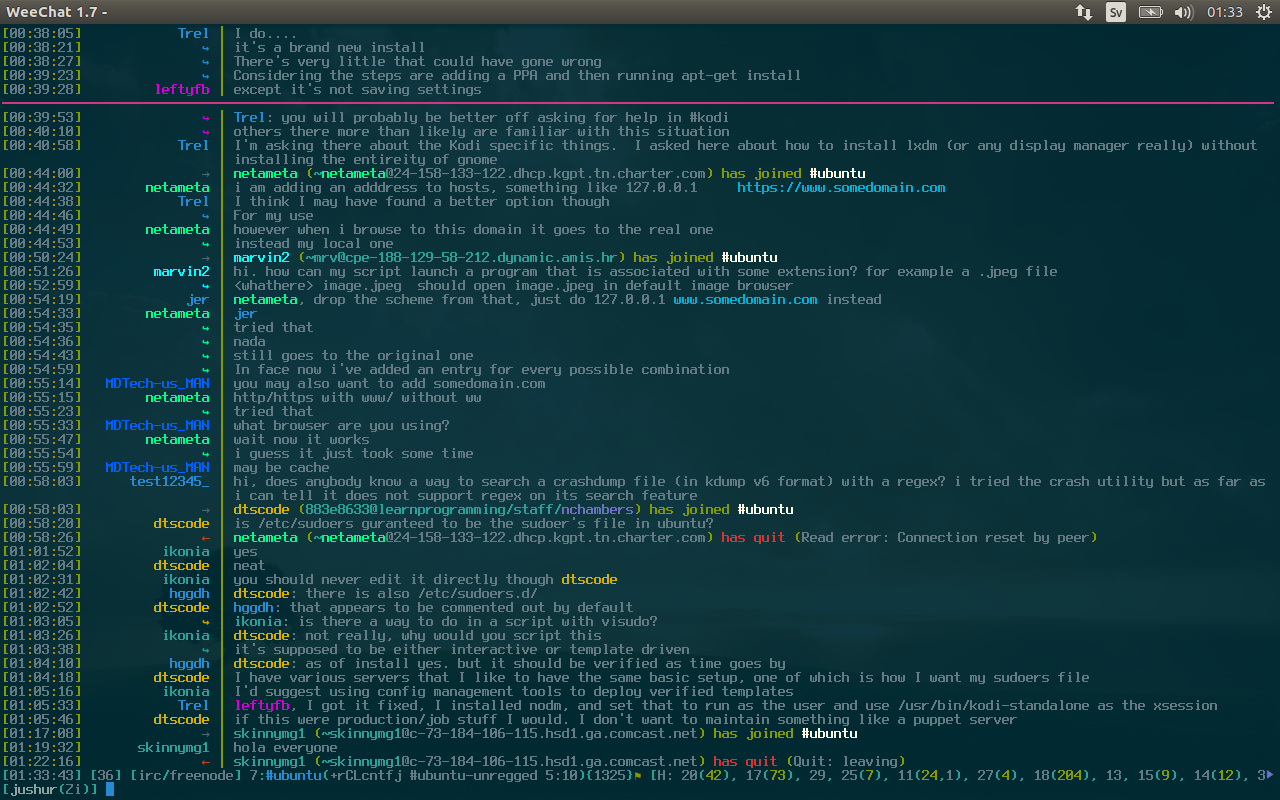 WeeChat 1.7 -
Sv
01:33
[00:38:05] Trel | I do....
[00:38:21] ↪ | it's a brand new install
[00:38:27] ↪ | There's very little that could have gone wrong
[00:39:23] ↪ | Considering the steps are adding a PPA and then running apt-get install
[00:39:28] leftyfb | except it's not saving settings
[00:39:53] ↪ | Trel: you will probably be better off asking for help in #kodi
[00:40:10] ↪ | others there more than likely are familiar with this situation
[00:40:58] Trel | I'm asking there about the Kodi specific things.  I asked here about how to install lxdm (or any display manager really) without
| installing the entireity of gnome
[00:44:00] → | netameta (~netameta@24-158-133-122.dhcp.kgpt.tn.charter.com) has joined #ubuntu
[00:44:32] netameta | i am adding an adddress to hosts, something like 127.0.0.1     https://www.somedomain.com
[00:44:38] Trel | I think I may have found a better option though
[00:44:46] ↪ | For my use
[00:44:49] netameta | however when i browse to this domain it goes to the real one
[00:44:53] ↪ | instead my local one
[00:50:24] → | marvin2 (~mrv@cpe-188-129-58-212.dynamic.amis.hr) has joined #ubuntu
[00:51:26] marvin2 | hi. how can my script launch a program that is associated with some extension? for example a .jpeg file
[00:52:59] ↪ | <whathere> image.jpeg  should open image.jpeg in default image browser
[00:54:19] jer | netameta, drop the scheme from that, just do 127.0.0.1 www.somedomain.com instead
[00:54:33] netameta | jer
[00:54:35] ↪ | tried that
[00:54:36] ↪ | nada
[00:54:43] ↪ | still goes to the original one
[00:54:59] ↪ | In face now i've added an entry for every possible combination
[00:55:14] MDTech-us_MAN | you may also want to add somedomain.com
[00:55:15] netameta | http/https with www/ without ww
[00:55:23] ↪ | tried that
[00:55:33] MDTech-us_MAN | what browser are you using?
[00:55:47] netameta | wait now it works
[00:55:54] ↪ | i guess it just took some time
[00:55:59] MDTech-us_MAN | may be cache
[00:58:03] test12345_ | hi, does anybody know a way to search a crashdump file (in kdump v6 format) with a regex? i tried the crash utility but as far as
| i can tell it does not support regex on its search feature
[00:58:03] → | dtscode (883e8633@learnprogramming/staff/nchambers) has joined #ubuntu
[00:58:20] dtscode | is /etc/sudoers guranteed to be the sudoer's file in ubuntu?
[00:58:26] ← | netameta (~netameta@24-158-133-122.dhcp.kgpt.tn.charter.com) has quit (Read error: Connection reset by peer)
[01:01:52] ikonia | yes
[01:02:04] dtscode | neat
[01:02:31] ikonia | you should never edit it directly though dtscode
[01:02:42] hggdh | dtscode: there is also /etc/sudoers.d/
[01:02:52] dtscode | hggdh: that appears to be commented out by default
[01:03:05] ↪ | ikonia: is there a way to do in a script with visudo?
[01:03:26] ikonia | dtscode: not really, why would you script this
[01:03:38] ↪ | it's supposed to be either interactive or template driven
[01:04:10] hggdh | dtscode: as of install yes. but it should be verified as time goes by
[01:04:18] dtscode | I have various servers that I like to have the same basic setup, one of which is how I want my sudoers file
[01:05:16] ikonia | I'd suggest using config management tools to deploy verified templates
[01:05:33] Trel | leftyfb, I got it fixed, I installed nodm, and set that to run as the user and use /usr/bin/kodi-standalone as the xsession
[01:05:46] dtscode | if this were production/job stuff I would. I don't want to maintain something like a puppet server
[01:17:08] → | skinnymg1 (~skinnymg1@c-73-184-106-115.hsd1.ga.comcast.net) has joined #ubuntu
[01:19:32] skinnymg1 | hola everyone
[01:22:16] ← | skinnymg1 (~skinnymg1@c-73-184-106-115.hsd1.ga.comcast.net) has quit (Quit: leaving)
[01:33:43] [36] [irc/freenode] 7:#ubuntu(+rCLcntfj #ubuntu-unregged 5:10){1325}⚑ [H: 20(42), 17(73), 29, 25(7), 11(24,1), 27(4), 18(204), 13, 15(9), 14(12), 3▶
[jushur(Zi)]